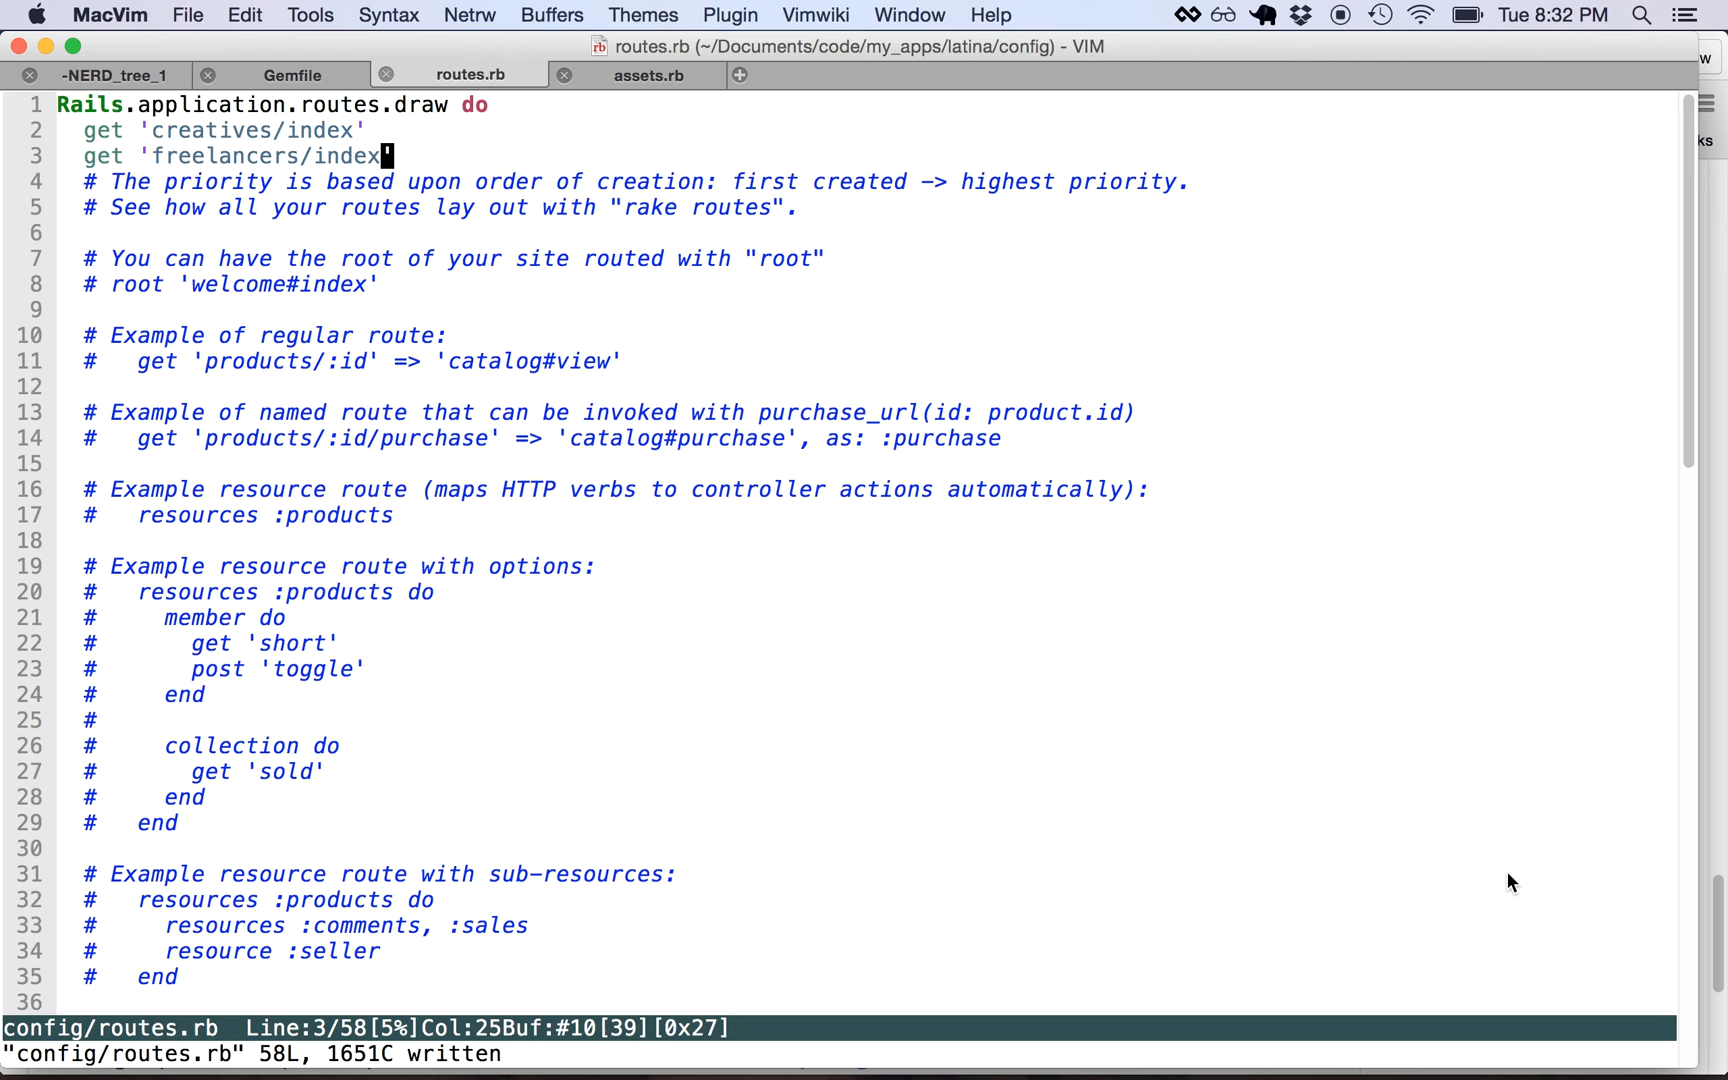 MacVim File Edit Tools Syntax Netrw Buffers Themes Plugin Vimwiki Window Help Tue 8:32 PM
routes.rb (~/Documents/code/my_apps/latina/config) - VIM
w
-NERD_tree_1 Gemfile routes.rb assets.rb
ks
1 Rails.application.routes.draw do
2 get 'creatives/index'
3 get 'freelancers/index'
4 # The priority is based upon order of creation: first created -> highest priority.
5 # See how all your routes lay out with "rake routes".
6
7 # You can have the root of your site routed with "root"
8 # root 'welcome#index'
9
10 # Example of regular route:
11 #   get 'products/:id' => 'catalog#view'
12
13 # Example of named route that can be invoked with purchase_url(id: product.id)
14 #   get 'products/:id/purchase' => 'catalog#purchase', as: :purchase
15
16 # Example resource route (maps HTTP verbs to controller actions automatically):
17 #   resources :products
18
19 # Example resource route with options:
20 #   resources :products do
21 #     member do
22 #       get 'short'
23 #       post 'toggle'
24 #     end
25 #
26 #     collection do
27 #       get 'sold'
28 #     end
29 #   end
30
31 # Example resource route with sub-resources:
32 #   resources :products do
33 #     resources :comments, :sales
34 #     resource :seller
35 #   end
36
config/routes.rb  Line:3/58[5%]Col:25Buf:#10[39][0x27]
"config/routes.rb" 58L, 1651C written